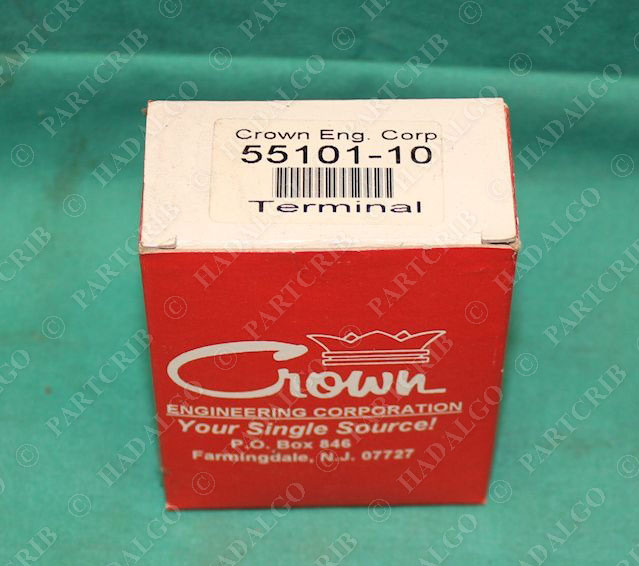 Crown Eng. Corp
55101-10
Terminal
Crown
ENGINEERING CORPORATION
Your Single Source!
P.O. Box 846
Farmingdale, N.J. 07727
© PARTCRIB
© HADALGO